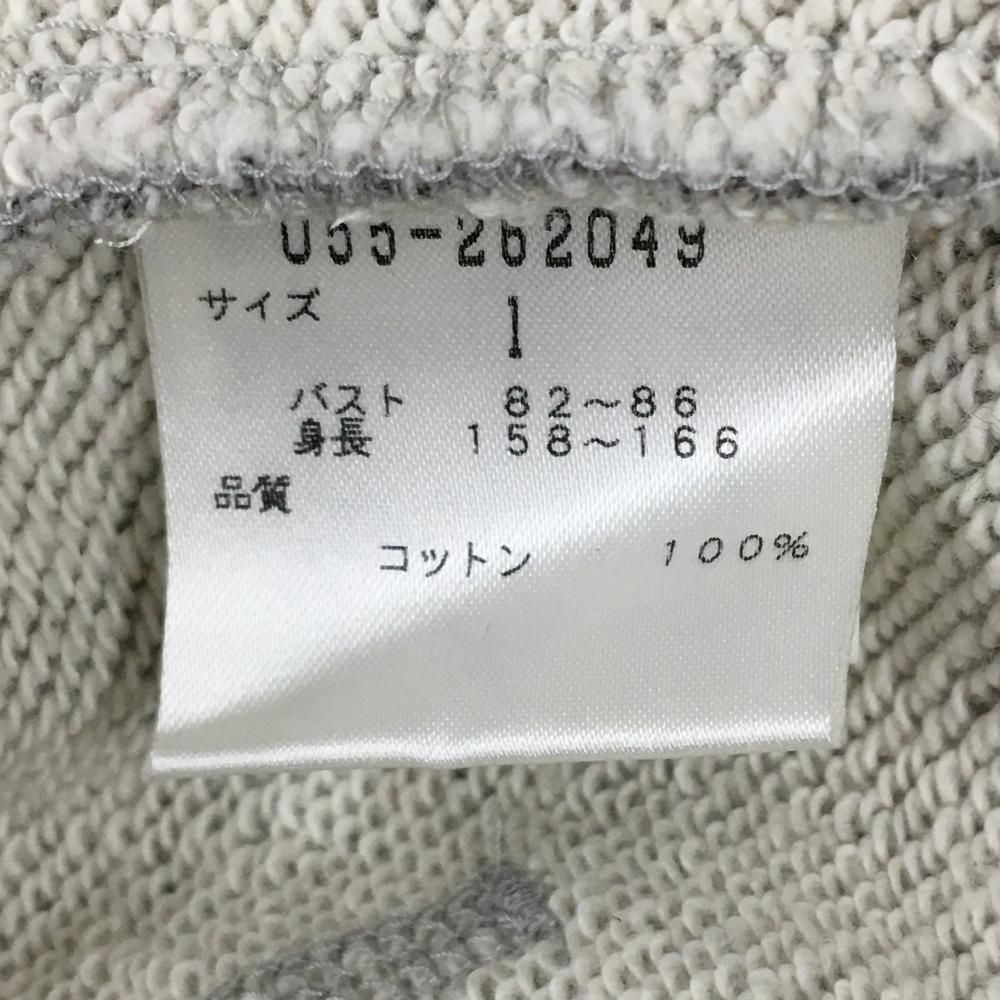 055-262049
サイズ 1
バスト 82～86
身長 158～166
品質
コットン 100%